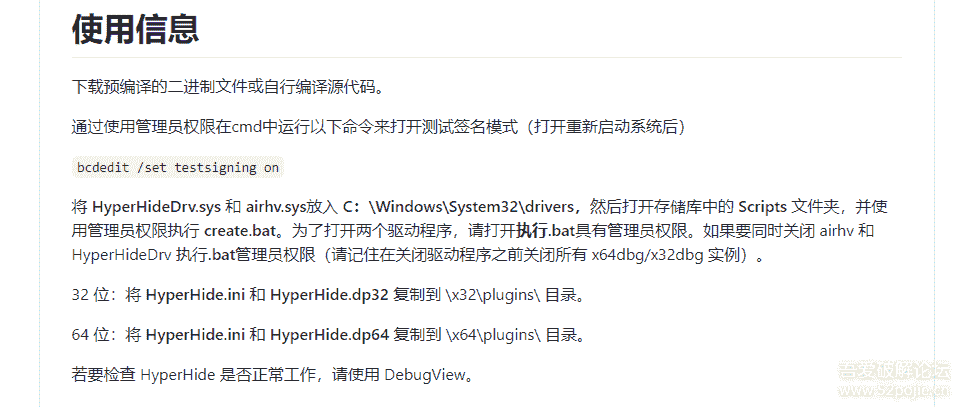 使用信息
下载预编译的二进制文件或自行编译源代码。
通过使用管理员权限在cmd中运行以下命令来打开测试签名模式（打开重新启动系统后）
bcdedit /set testsigning on
将 HyperHideDrv.sys 和 airhv.sys放入 C：\Windows\System32\drivers，然后打开存储库中的 Scripts 文件夹，并使
用管理员权限执行 create.bat。为了打开两个驱动程序，请打开执行.bat具有管理员权限。如果要同时关闭 airhv 和
HyperHideDrv 执行.bat管理员权限（请记住在关闭驱动程序之前关闭所有 x64dbg/x32dbg 实例）。
32 位：将 HyperHide.ini 和 HyperHide.dp32 复制到 \x32\plugins\ 目录。
64 位：将 HyperHide.ini 和 HyperHide.dp64 复制到 \x64\plugins\ 目录。
若要检查 HyperHide 是否正常工作，请使用 DebugView。
吾爱破解论坛
www.52pojie.cn